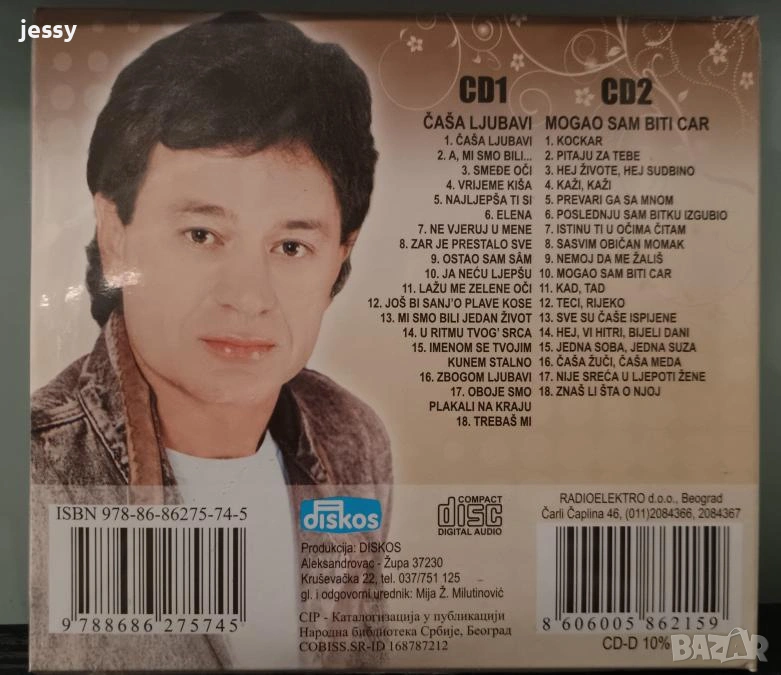 jessy
CD1
ČAŠA LJUBAVI
1. ČAŠA LJUBAVI
2. A, MI SMO BILI...
3. SMEĐE OČI
4. VRIJEME KIŠA
5. NAJLJEPŠA TI SI
6. ELENA
7. NE VJERUJ U MENE
8. ZAR JE PRESTALO SVE
9. OSTAO SAM SÂM
10. JA NEĆU LJEPŠU
11. LAŽU ME ZELENE OČI
12. JOŠ BI SANJ'O PLAVE KOSE
13. MI SMO BILI JEDAN ŽIVOT
14. U RITMU TVOG' SRCA
15. IMENOM SE TVOJIM
KUNEM STALNO
16. ZBOGOM LJUBAVI
17. OBOJE SMO
PLAKALI NA KRAJU
18. TREBAŠ MI
CD2
MOGAO SAM BITI CAR
1. KOCKAR
2. PITAJU ZA TEBE
3. HEJ ŽIVOTE, HEJ SUDBINO
4. KAŽI, KAŽI
5. PREVARI GA SA MNOM
6. POSLEDNJU SAM BITKU IZGUBIO
7. ISTINU TI U OČIMA ČITAM
8. SASVIM OBIČAN MOMAK
9. NEMOJ DA ME ŽALIŠ
10. MOGAO SAM BITI CAR
11. KAD, TAD
12. TECI, RIJEKO
13. SVE SU ČAŠE ISPIJENE
14. HEJ, VI HITRI, BIJELI DANI
15. JEDNA SOBA, JEDNA SUZA
16. ČAŠA ŽUČI, ČAŠA MEDA
17. NIJE SREĆA U LJEPOTI ŽENE
18. ZNAŠ LI ŠTA O NJOJ
ISBN 978-86-86275-74-5
9 788686 275745
diskos
COMPACT
disc
DIGITAL AUDIO
Produkcija: DISKOS
Aleksandrovac - Župa 37230
Kruševačka 22, tel. 037/751 125
gl. i odgovorni urednik: Mija Ž. Milutinović
CIP - Каталогизација у публикацији
Народна библиотека Србије, Београд
COBISS.SR-ID 168787212
RADIOELEKTRO d.o.o., Beograd
Čarli Čaplina 46, (011)2084366, 2084367
8 606005 862159
CD-D 10%
BAZAR